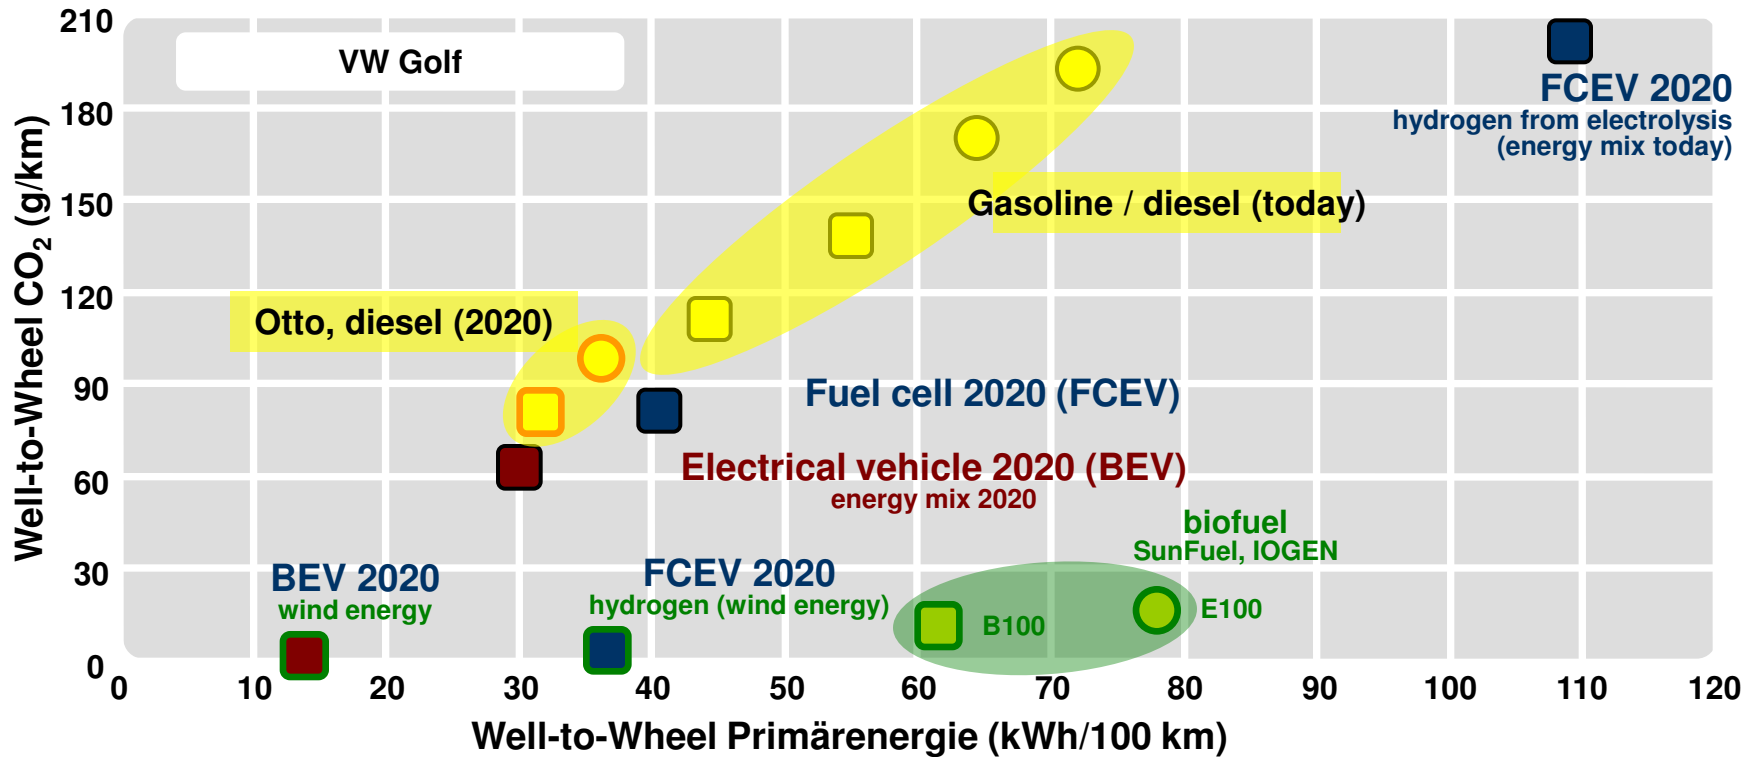 VW Golf
210
180
150
120
90
60
30
0
Well-to-Wheel CO₂ (g/km)
FCEV 2020
hydrogen from electrolysis
(energy mix today)
Gasoline / diesel (today)
Otto, diesel (2020)
Fuel cell 2020 (FCEV)
Electrical vehicle 2020 (BEV)
energy mix 2020
biofuel
SunFuel, IOGEN
BEV 2020
wind energy
FCEV 2020
hydrogen (wind energy)
B100
E100
0 10 20 30 40 50 60 70 80 90 100 110 120
Well-to-Wheel Primärenergie (kWh/100 km)